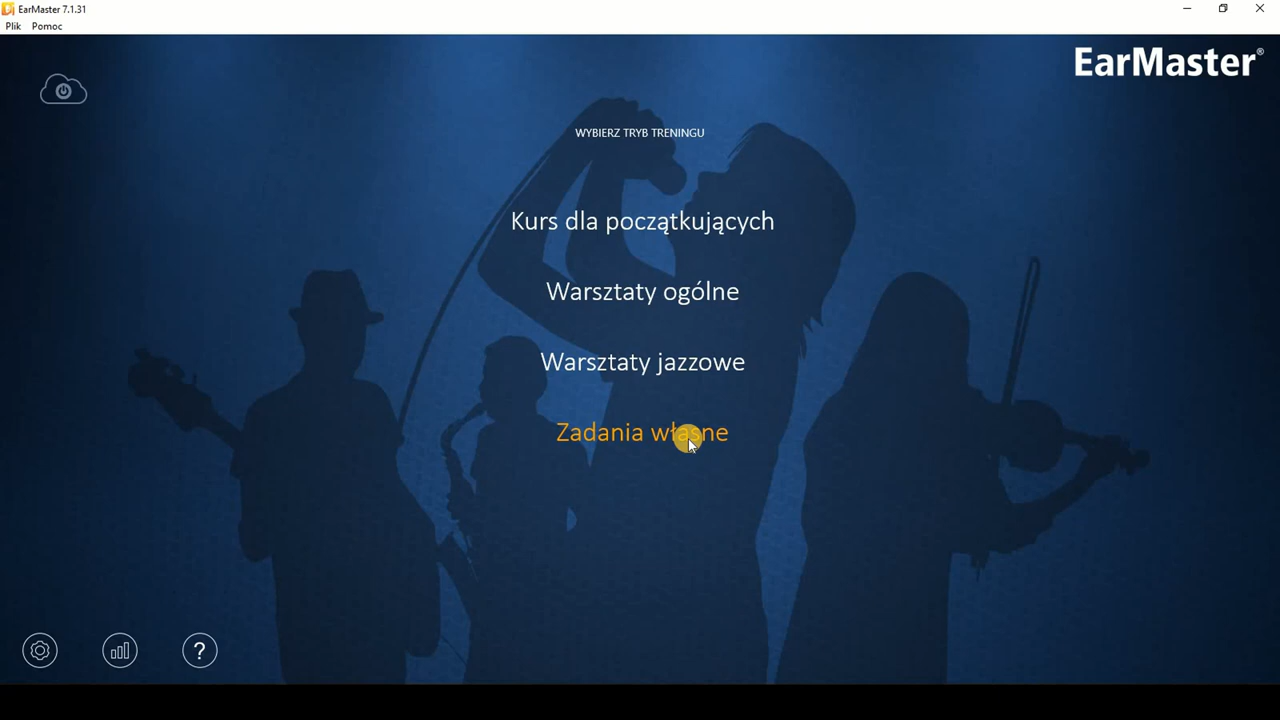 EarMaster 7.1.31
Plik Pomoc
EarMaster®
WYBIERZ TRYB TRENINGU
Kurs dla początkujących
Warsztaty ogólne
Warsztaty jazzowe
Zadania własne
?